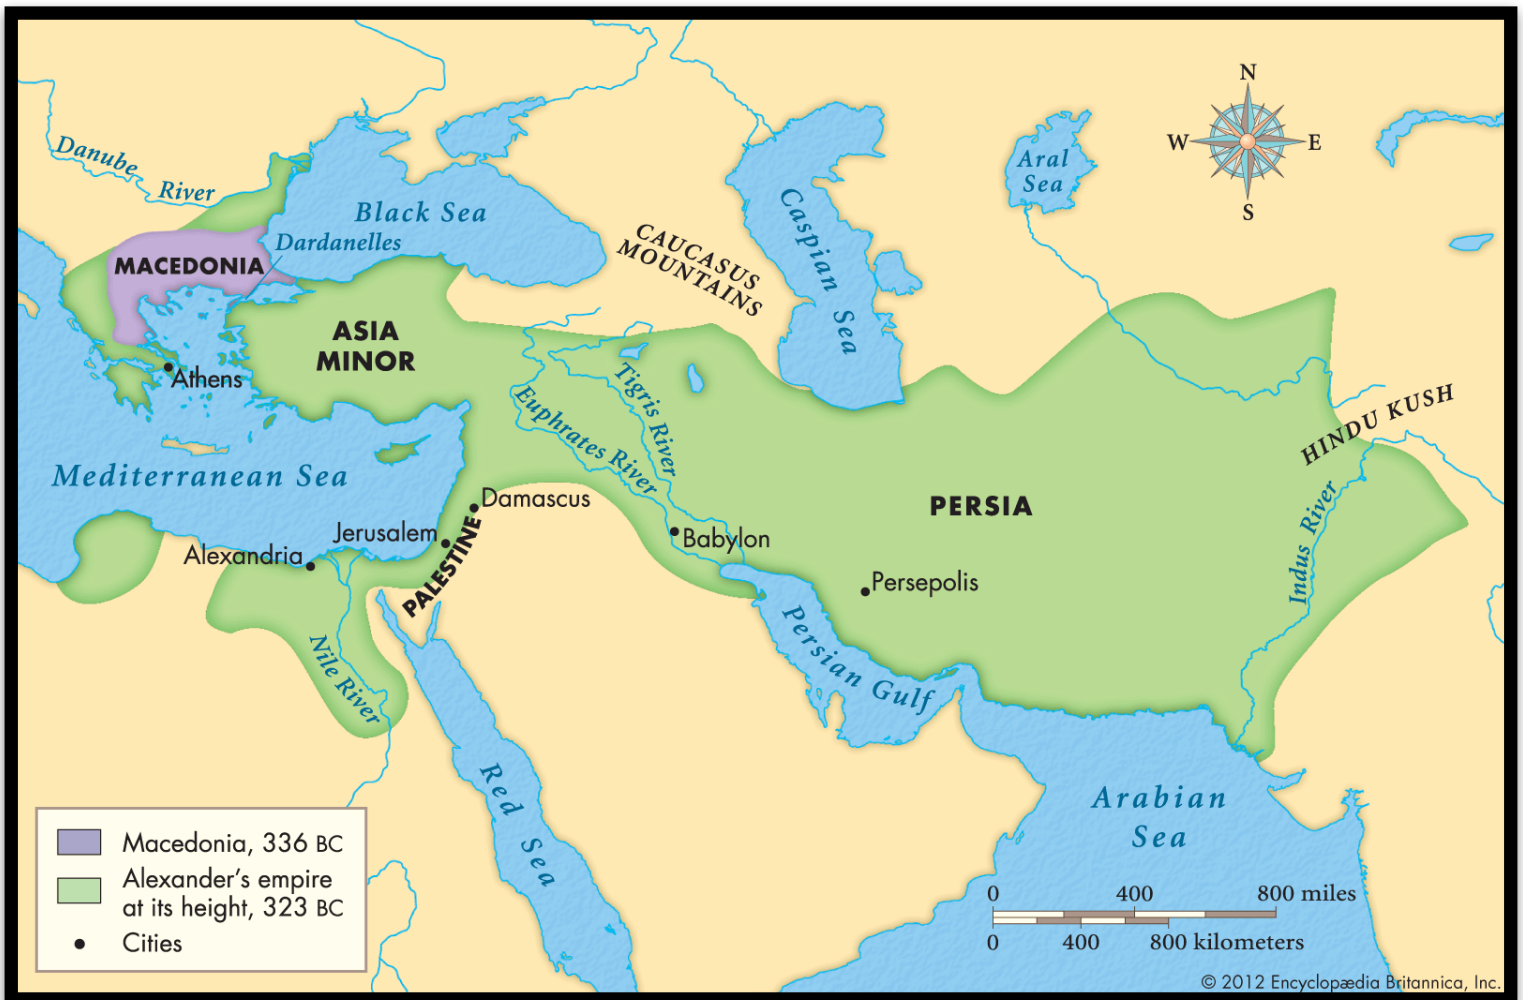 N
W
E
S
Danube
River
Black Sea
Dardanelles
MACEDONIA
CAUCASUS
MOUNTAINS
Caspian Sea
Aral
Sea
ASIA
MINOR
Athens
Tigris River
Euphrates River
HINDU KUSH
Mediterranean Sea
Damascus
PERSIA
Jerusalem
Alexandria
PALESTINE
Babylon
Persepolis
Indus River
Nile River
Persian Gulf
Red Sea
Arabian
Sea
Macedonia, 336 BC
Alexander's empire
at its height, 323 BC
Cities
0 400 800 miles
0 400 800 kilometers
© 2012 Encyclopædia Britannica, Inc.